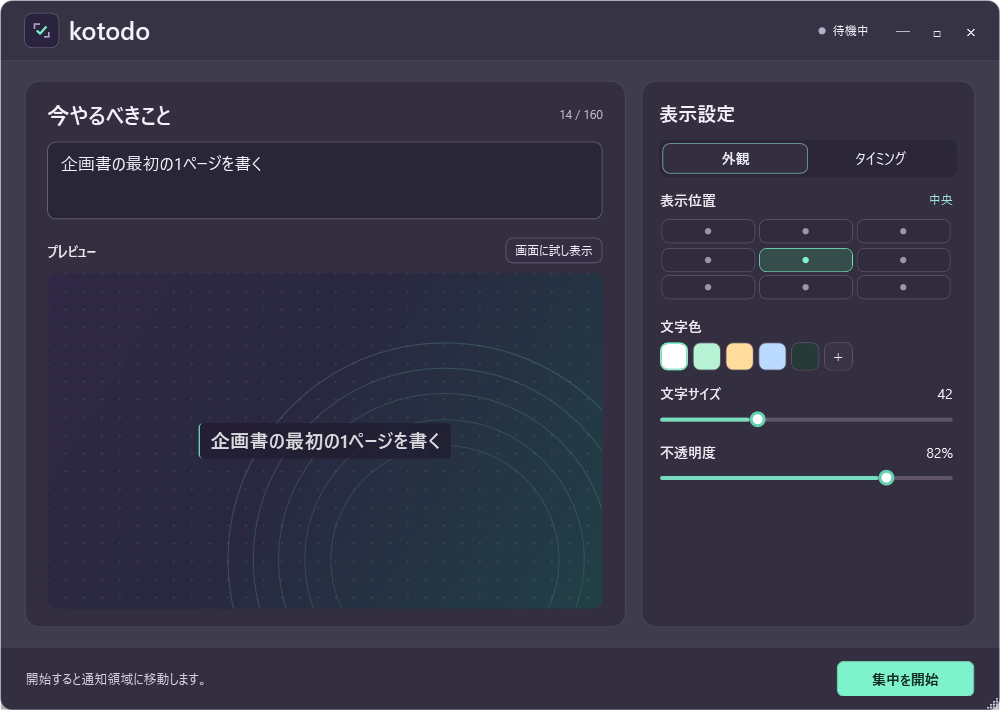 kotodo
待機中
今やるべきこと
14 / 160
企画書の最初の1ページを書く
プレビュー
画面に試し表示
企画書の最初の1ページを書く
表示設定
外観
タイミング
表示位置
中央
文字色
+
文字サイズ
42
不透明度
82%
開始すると通知領域に移動します。
集中を開始